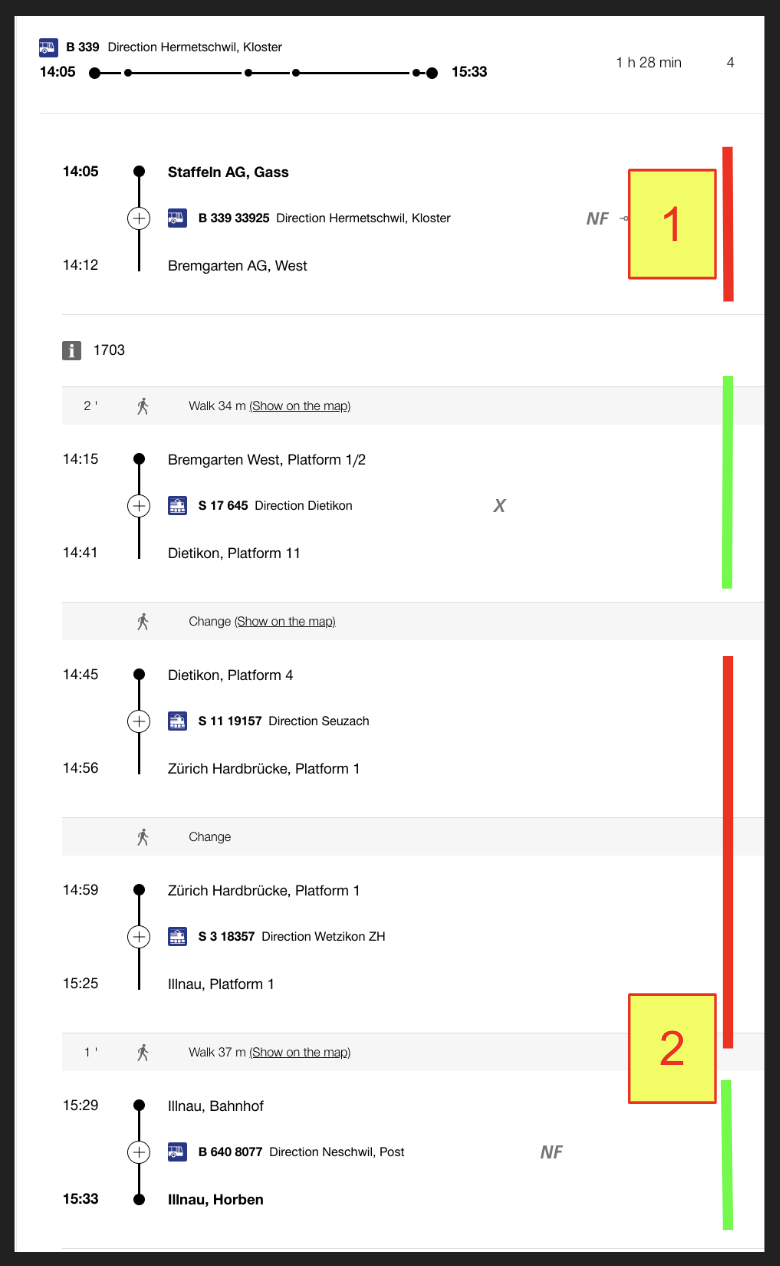 B 339 Direction Hermetschwil, Kloster
14:05 15:33 1 h 28 min 4
14:05 Staffeln AG, Gass
B 339 33925 Direction Hermetschwil, Kloster NF 1
14:12 Bremgarten AG, West
i 1703
2 ' Walk 34 m (Show on the map)
14:15 Bremgarten West, Platform 1/2
S 17 645 Direction Dietikon X
14:41 Dietikon, Platform 11
Change (Show on the map)
14:45 Dietikon, Platform 4
S 11 19157 Direction Seuzach
14:56 Zürich Hardbrücke, Platform 1
Change
14:59 Zürich Hardbrücke, Platform 1
S 3 18357 Direction Wetzikon ZH
15:25 Illnau, Platform 1
1 ' Walk 37 m (Show on the map) 2
15:29 Illnau, Bahnhof
B 640 8077 Direction Neschwil, Post NF
15:33 Illnau, Horben